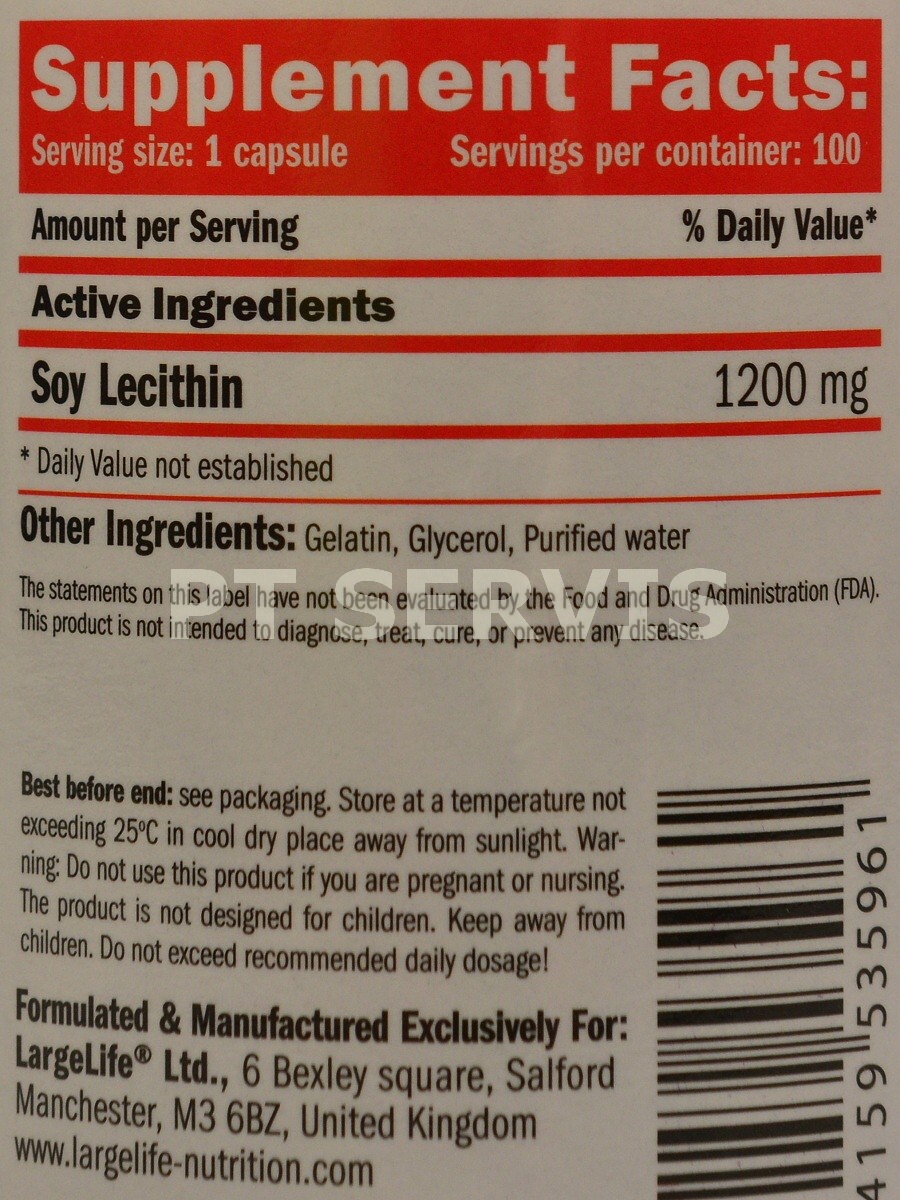 Supplement Facts:
Serving size: 1 capsule Servings per container: 100
Amount per Serving % Daily Value*
Active Ingredients
Soy Lecithin 1200 mg
* Daily Value not established
Other Ingredients: Gelatin, Glycerol, Purified water
The statements on this label have not been evaluated by the Food and Drug Administration (FDA).
This product is not intended to diagnose, treat, cure, or prevent any disease.
PT SERVIS
Best before end: see packaging. Store at a temperature not
exceeding 25ºC in cool dry place away from sunlight. War-
ning: Do not use this product if you are pregnant or nursing.
The product is not designed for children. Keep away from
children. Do not exceed recommended daily dosage!
Formulated & Manufactured Exclusively For:
LargeLife® Ltd., 6 Bexley square, Salford
Manchester, M3 6BZ, United Kingdom
www.largelife-nutrition.com
4159 535961